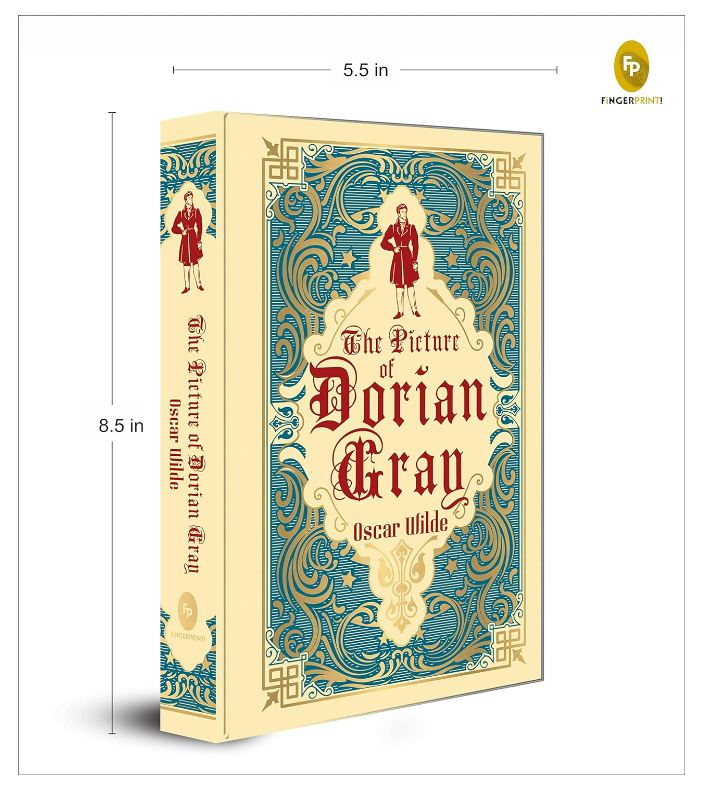 5.5 in
FP
FiNGERPRINT!
8.5 in
The Picture
of
Dorian
Gray
Oscar Wilde
The Picture of Dorian Gray
Oscar Wilde
FP
FiNGERPRINT!